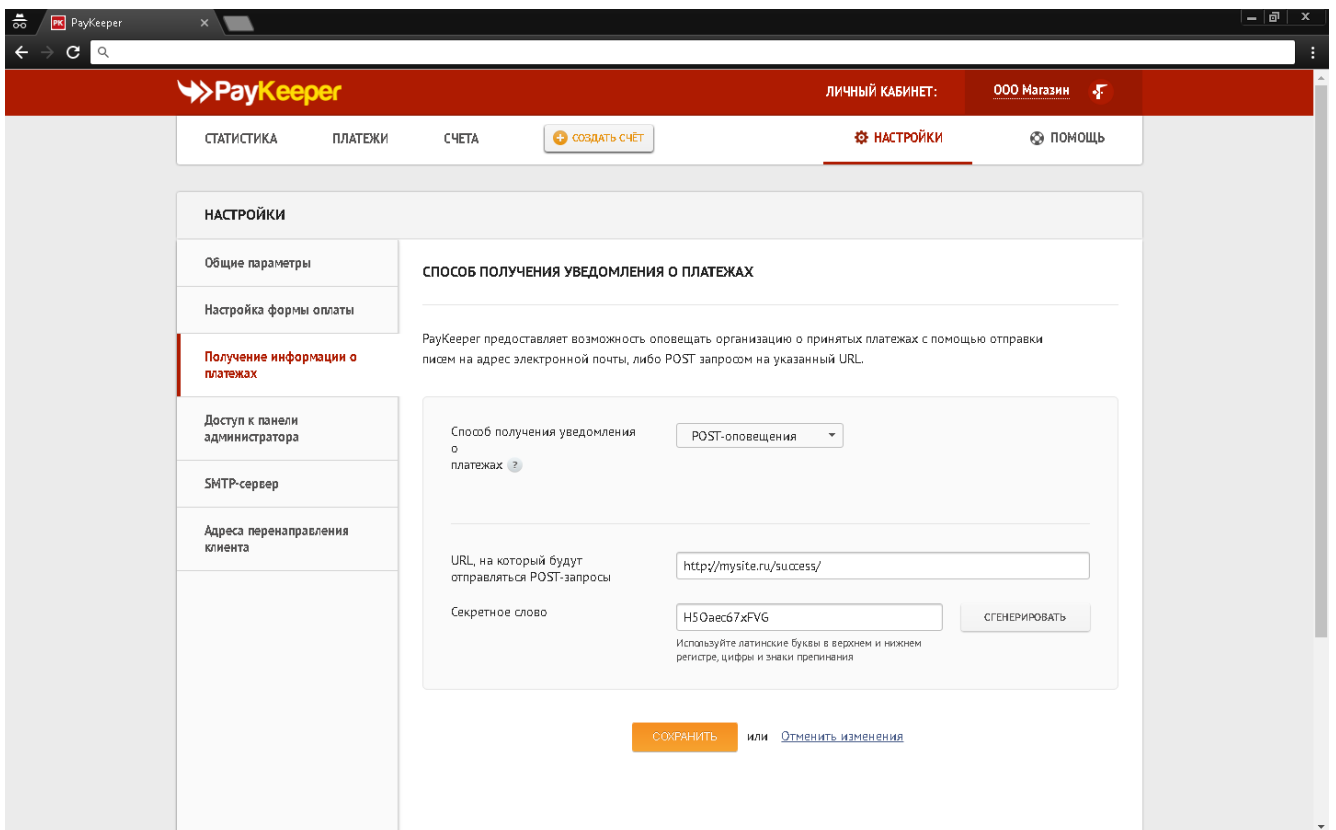 PK PayKeeper
PayKeeper
ЛИЧНЫЙ КАБИНЕТ:
ООО Магазин
СТАТИСТИКА
ПЛАТЕЖИ
СЧЕТА
СОЗДАТЬ СЧЁТ
НАСТРОЙКИ
ПОМОЩЬ
НАСТРОЙКИ
Общие параметры
Настройка формы оплаты
Получение информации о
платежах
Доступ к панели
администратора
SMTP-сервер
Адреса перенаправления
клиента
СПОСОБ ПОЛУЧЕНИЯ УВЕДОМЛЕНИЯ О ПЛАТЕЖАХ
PayKeeper предоставляет возможность оповещать организацию о принятых платежах с помощью отправки
писем на адрес электронной почты, либо POST запросом на указанный URL.
Способ получения уведомления
о
платежах ?
POST-оповещения
URL, на который будут
отправляться POST-запросы
http://mysite.ru/success/
Секретное слово
H5Oaec67xFVG
СГЕНЕРИРОВАТЬ
Используйте латинские буквы в верхнем и нижнем
регистре, цифры и знаки препинания
СОХРАНИТЬ
или
Отменить изменения